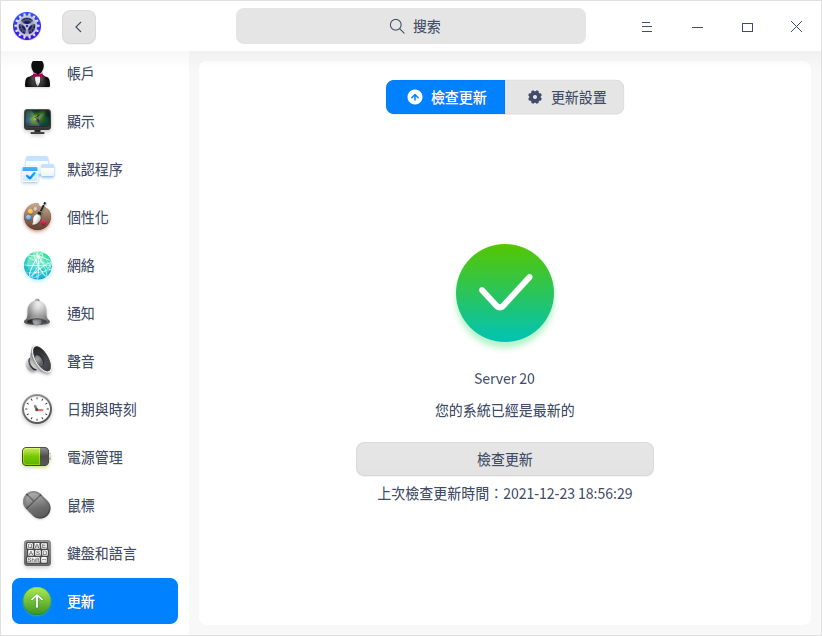 搜索
帳戶
顯示
默認程序
個性化
網絡
通知
聲音
日期與時刻
電源管理
鼠標
鍵盤和語言
更新
檢查更新
更新設置
Server 20
您的系統已經是最新的
檢查更新
上次檢查更新時間：2021-12-23 18:56:29